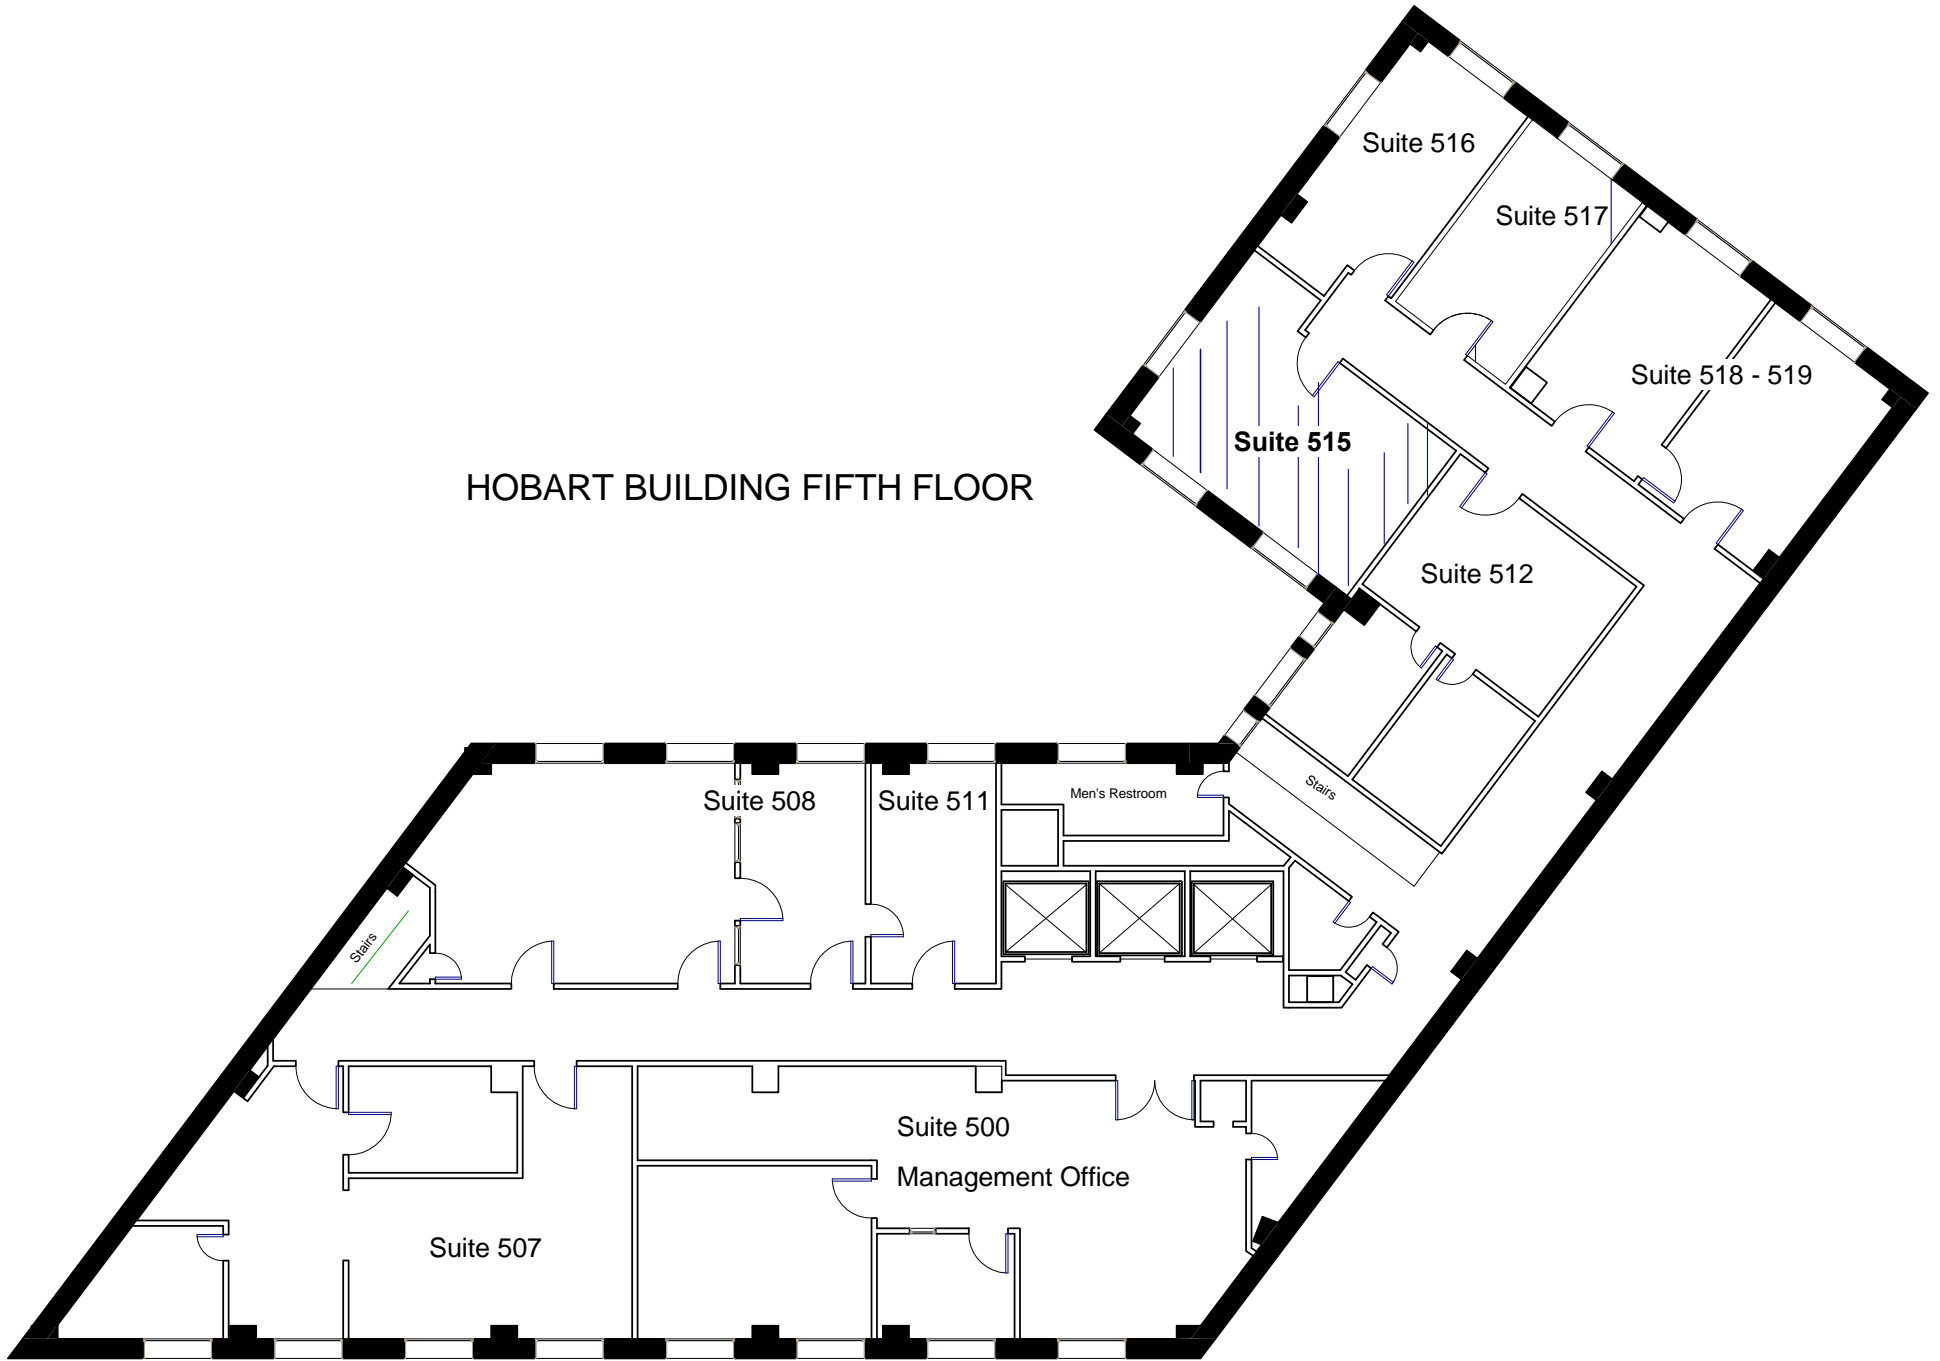 Suite 516
Suite 517
Suite 518 - 519
Suite 515
HOBART BUILDING FIFTH FLOOR
Suite 512
Stairs
Suite 508
Suite 511
Men's Restroom
Stairs
Suite 500
Management Office
Suite 507